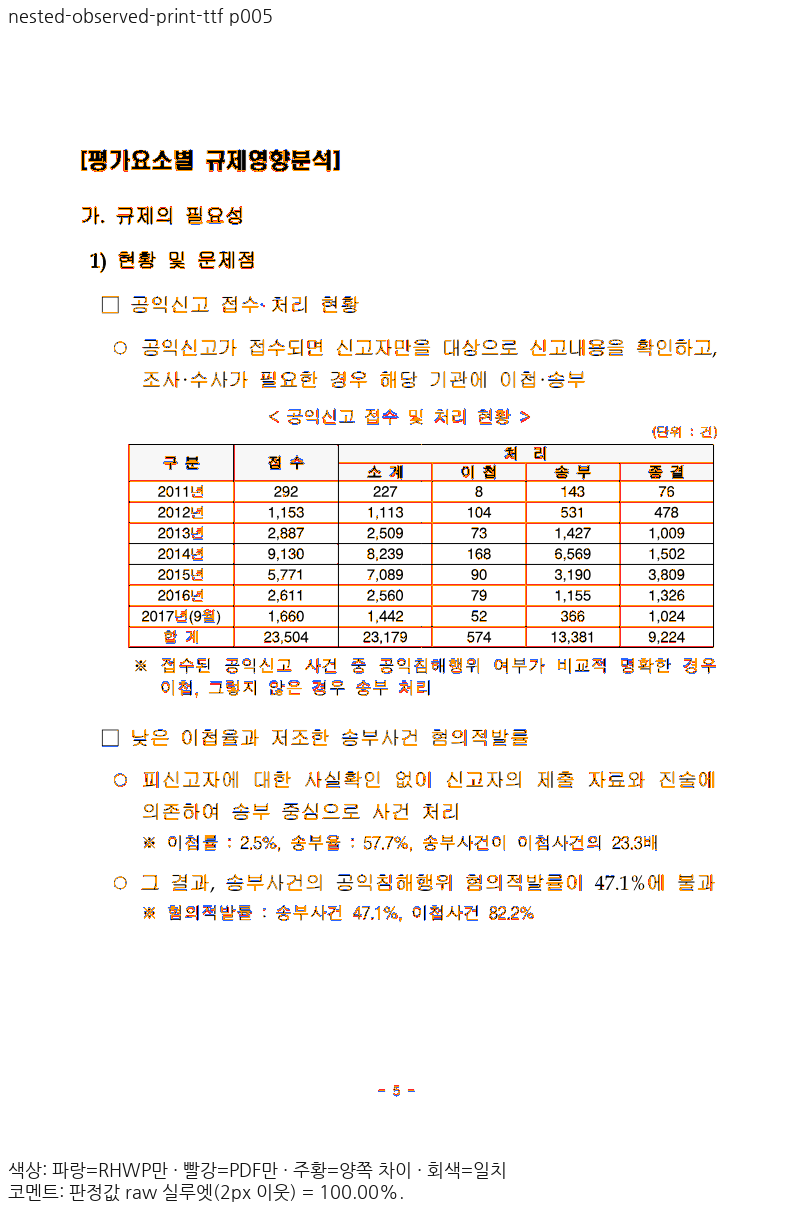 nested-observed-print-ttf p005
[평가요소별 규제영향분석]
가. 규제의 필요성
1) 현황 및 문제점
□ 공익신고 접수·처리 현황
○ 공익신고가 접수되면 신고자만을 대상으로 신고내용을 확인하고,
조사·수사가 필요한 경우 해당 기관에 이첩·송부
< 공익신고 접수 및 처리 현황 >
(단위 : 건)
구 분 접 수 처 리
소 계 이 첩 송 부 종 결
2011년 292 227 8 143 76
2012년 1,153 1,113 104 531 478
2013년 2,887 2,509 73 1,427 1,009
2014년 9,130 8,239 168 6,569 1,502
2015년 5,771 7,089 90 3,190 3,809
2016년 2,611 2,560 79 1,155 1,326
2017년(9월) 1,660 1,442 52 366 1,024
합 계 23,504 23,179 574 13,381 9,224
※ 접수된 공익신고 사건 중 공익침해행위 여부가 비교적 명확한 경우
이첩, 그렇지 않은 경우 송부 처리
□ 낮은 이첩율과 저조한 송부사건 혐의적발률
○ 피신고자에 대한 사실확인 없이 신고자의 제출 자료와 진술에
의존하여 송부 중심으로 사건 처리
※ 이첩률 : 2.5%, 송부율 : 57.7%, 송부사건이 이첩사건의 23.3배
○ 그 결과, 송부사건의 공익침해행위 혐의적발률이 47.1%에 불과
※ 혐의적발률 : 송부사건 47.1%, 이첩사건 82.2%
- 5 -
색상: 파랑=RHWP만 · 빨강=PDF만 · 주황=양쪽 차이 · 회색=일치
코멘트: 판정값 raw 실루엣(2px 이웃) = 100.00%.